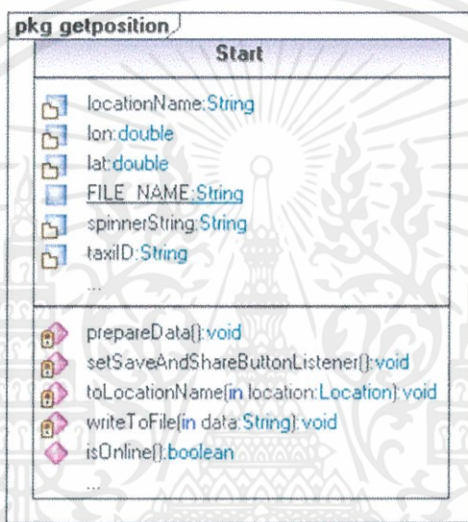 pkg getposition
Start
locationName:String
lon:double
lat:double
FILE_NAME:String
spinnerString:String
taxiID:String
...
prepareData():void
setSaveAndShareButtonListener():void
toLocationName(in location:Location):void
writeToFile(in data:String):void
isOnline():boolean
...